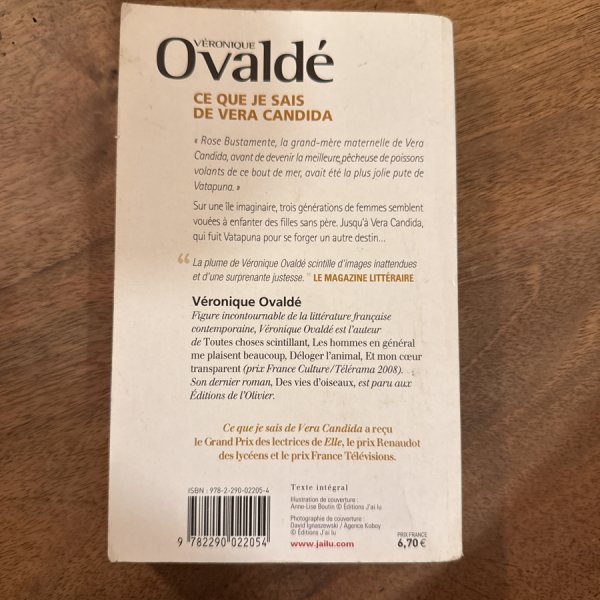 VÉRONIQUE
Ovaldé
CE QUE JE SAIS
DE VERA CANDIDA
« Rose Bustamente, la grand-mère maternelle de Vera
Candida, avant de devenir la meilleure pêcheuse de poissons
volants de ce bout de mer, avait été la plus jolie pute de
Vatapuna. »
Sur une île imaginaire, trois générations de femmes semblent
vouées à enfanter des filles sans père. Jusqu'à Vera Candida,
qui fuit Vatapuna pour se forger un autre destin...
“ La plume de Véronique Ovaldé scintille d'images inattendues
et d'une surprenante justesse. ” LE MAGAZINE LITTÉRAIRE
Véronique Ovaldé
Figure incontournable de la littérature française
contemporaine, Véronique Ovaldé est l'auteur
de Toutes choses scintillant, Les hommes en général
me plaisent beaucoup, Déloger l'animal, Et mon cœur
transparent (prix France Culture/Télérama 2008).
Son dernier roman, Des vies d'oiseaux, est paru aux
Éditions de l'Olivier.
Ce que je sais de Vera Candida a reçu
le Grand Prix des lectrices de Elle, le prix Renaudot
des lycéens et le prix France Télévisions.
ISBN : 978-2-290-02205-4
9 782290 022054
Texte intégral
Illustration de couverture :
Anne-Lise Boutin © Éditions J'ai lu
Photographie de couverture :
David Ignaszewski / Agence Koboy
© Éditions J'ai lu
www.jailu.com
PRIX FRANCE
6,70 €